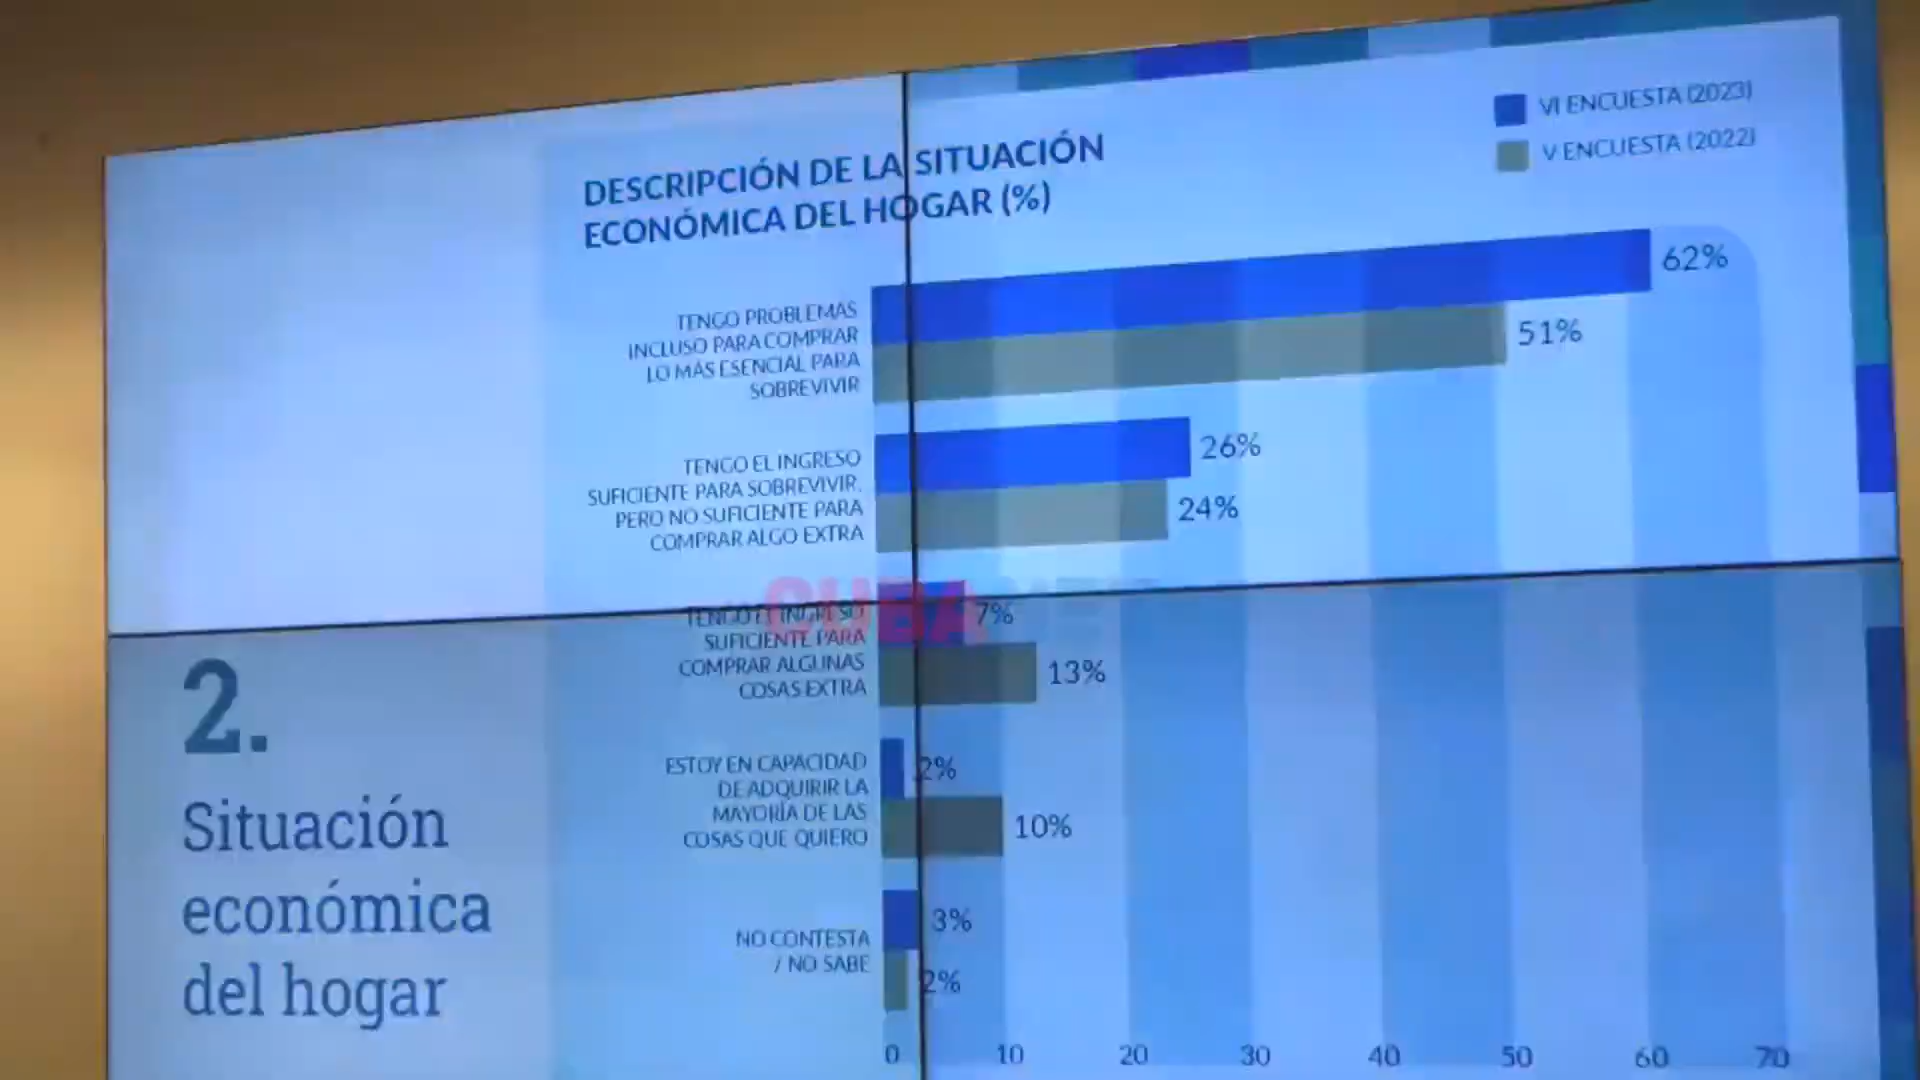 VI ENCUESTA (2023)
V ENCUESTA (2022)
DESCRIPCIÓN DE LA SITUACIÓN
ECONÓMICA DEL HOGAR (%)
TENGO PROBLEMAS
INCLUSO PARA COMPRAR
LO MÁS ESENCIAL PARA
SOBREVIVIR
62%
51%
TENGO EL INGRESO
SUFICIENTE PARA SOBREVIVIR,
PERO NO SUFICIENTE PARA
COMPRAR ALGO EXTRA
26%
24%
CUBANET
TENGO EL INGRESO
SUFICIENTE PARA
COMPRAR ALGUNAS
COSAS EXTRA
7%
13%
ESTOY EN CAPACIDAD
DE ADQUIRIR LA
MAYORÍA DE LAS
COSAS QUE QUIERO
2%
10%
NO CONTESTA
/ NO SABE
3%
2%
0 10 20 30 40 50 60 70
2.
Situación
económica
del hogar